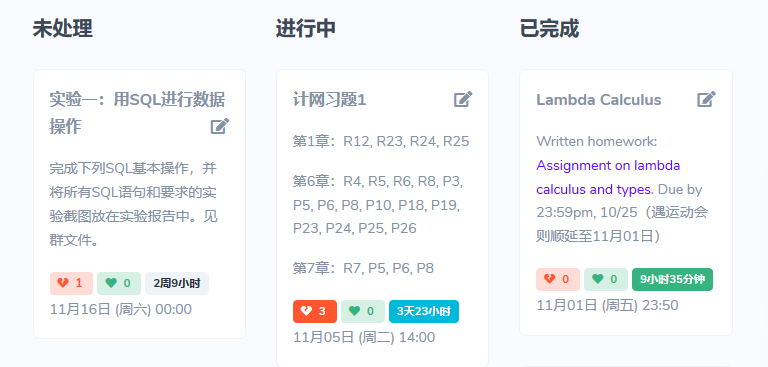 未处理
实验一：用SQL进行数据
操作
完成下列SQL基本操作，并
将所有SQL语句和要求的实
验截图放在实验报告中。见
群文件。
1 0 2周9小时
11月16日 (周六) 00:00
进行中
计网习题1
第1章：R12, R23, R24, R25
第6章：R4, R5, R6, R8, P3,
P5, P6, P8, P10, P18, P19,
P23, P24, P25, P26
第7章：R7, P5, P6, P8
3 0 3天23小时
11月05日 (周二) 14:00
已完成
Lambda Calculus
Written homework:
Assignment on lambda
calculus and types. Due by
23:59pm, 10/25（遇运动会
则顺延至11月01日）
0 0 9小时35分钟
11月01日 (周五) 23:50